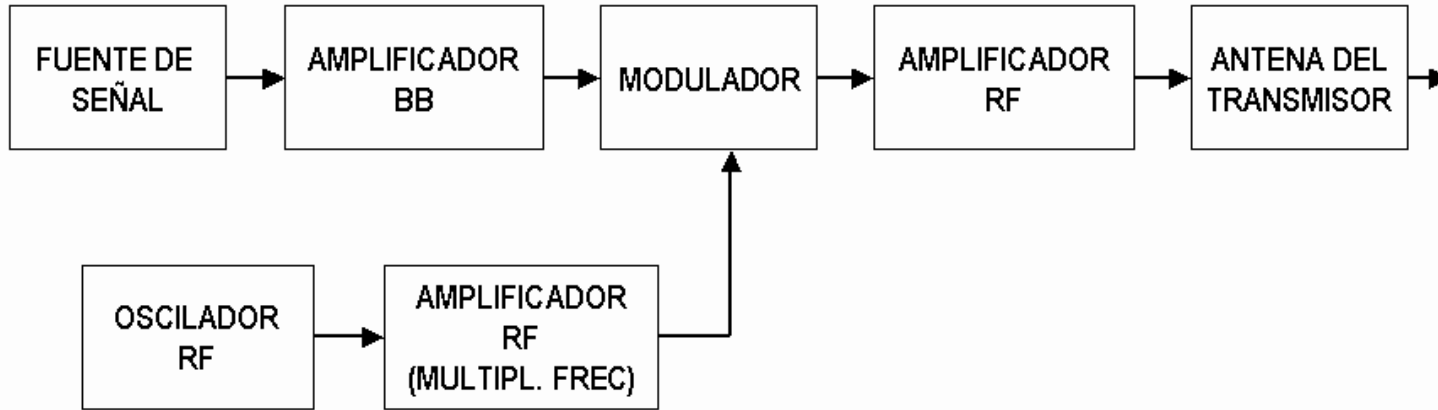 FUENTE DE
SEÑAL
AMPLIFICADOR
BB
MODULADOR
AMPLIFICADOR
RF
ANTENA DEL
TRANSMISOR
OSCILADOR
RF
AMPLIFICADOR
RF
(MULTIPL. FREC)